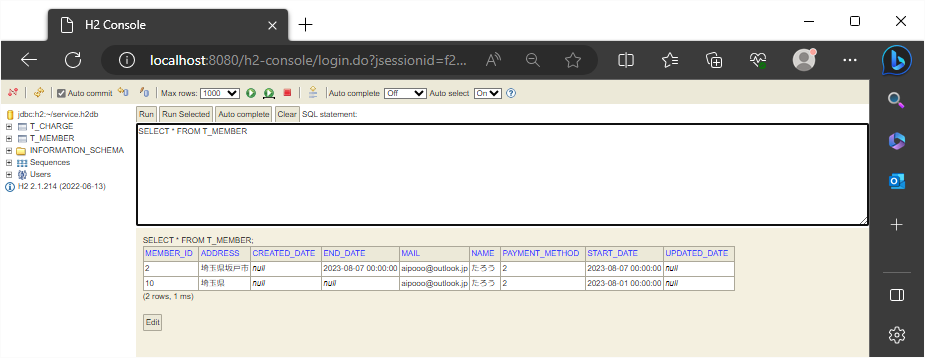 H2 Console
localhost:8080/h2-console/login.do?jsessionid=f2...
Auto commit Max rows: 1000 Auto complete Off Auto select On
jdbc:h2:~/service.h2db
T_CHARGE
T_MEMBER
INFORMATION_SCHEMA
Sequences
Users
H2 2.1.214 (2022-06-13)
Run Run Selected Auto complete Clear SQL statement:
SELECT * FROM T_MEMBER
SELECT * FROM T_MEMBER;
MEMBER_ID ADDRESS CREATED_DATE END_DATE MAIL NAME PAYMENT_METHOD START_DATE UPDATED_DATE
2 埼玉県坂戸市 null 2023-08-07 00:00:00 aipooo@outlook.jp たろう 2 2023-08-07 00:00:00 null
10 埼玉県 null null aipooo@outlook.jp たろう 2 2023-08-01 00:00:00 null
(2 rows, 1 ms)
Edit